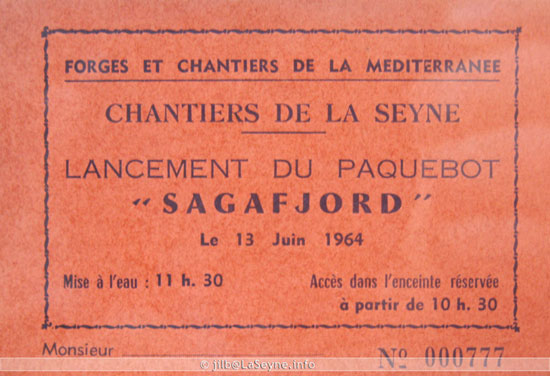 FORGES ET CHANTIERS DE LA MEDITERRANEE
CHANTIERS DE LA SEYNE
LANCEMENT DU PAQUEBOT
“ SAGAFJORD ”
Le 13 Juin 1964
Mise à l'eau : 11 h. 30
Accès dans l'enceinte réservée
à partir de 10 h. 30
Monsieur
No 000777
© jilb@LaSeyne.info